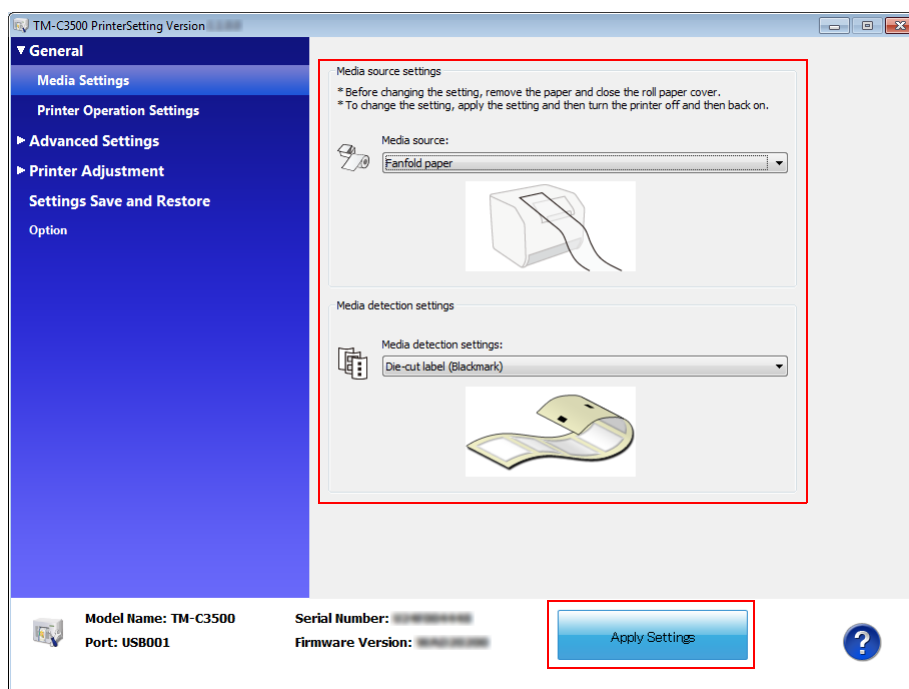 TM-C3500 PrinterSetting Version
General
Media Settings
Printer Operation Settings
Advanced Settings
Printer Adjustment
Settings Save and Restore
Option
Media source settings
*Before changing the setting, remove the paper and close the roll paper cover.
*To change the setting, apply the setting and then turn the printer off and then back on.
Media source:
Fanfold paper
Media detection settings
Media detection settings:
Die-cut label (Blackmark)
Model Name: TM-C3500
Port: USB001
Serial Number:
Firmware Version:
Apply Settings
?